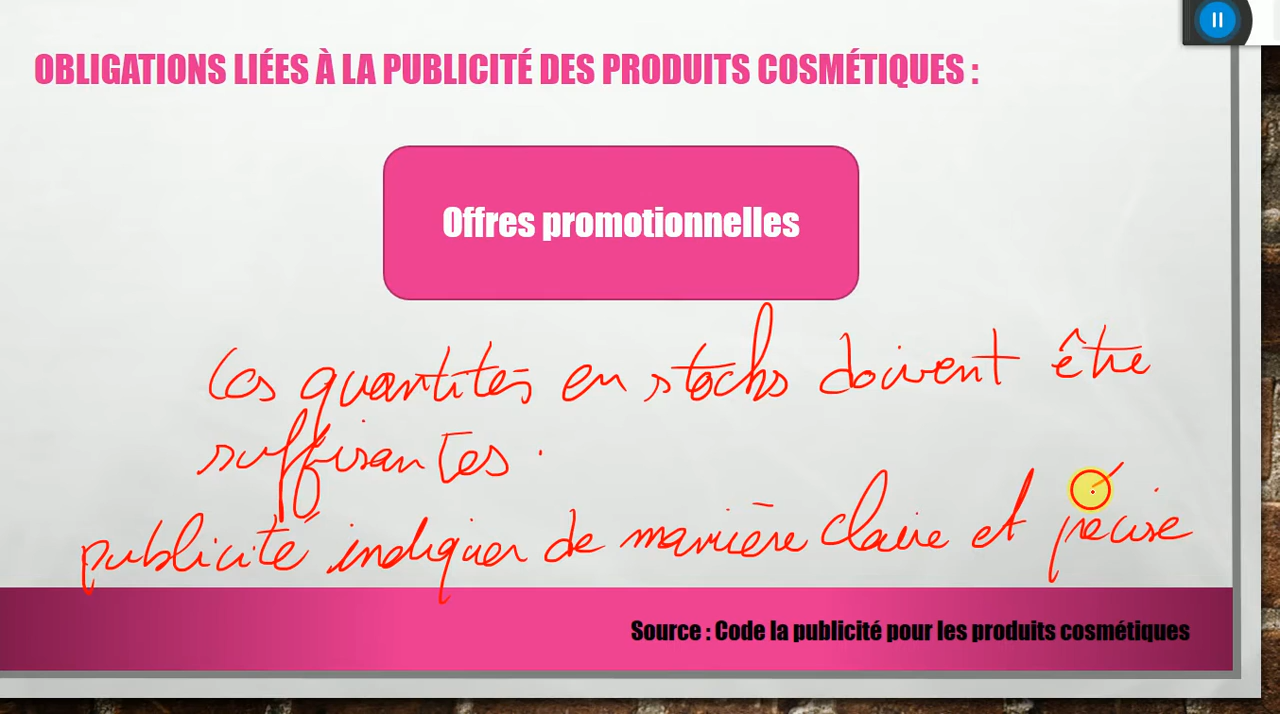 OBLIGATIONS LIÉES À LA PUBLICITÉ DES PRODUITS COSMÉTIQUES :
Offres promotionnelles
Les quantités en stocks doivent être
suffisantes.
publicité indiquer de manière claire et précise
Source : Code la publicité pour les produits cosmétiques